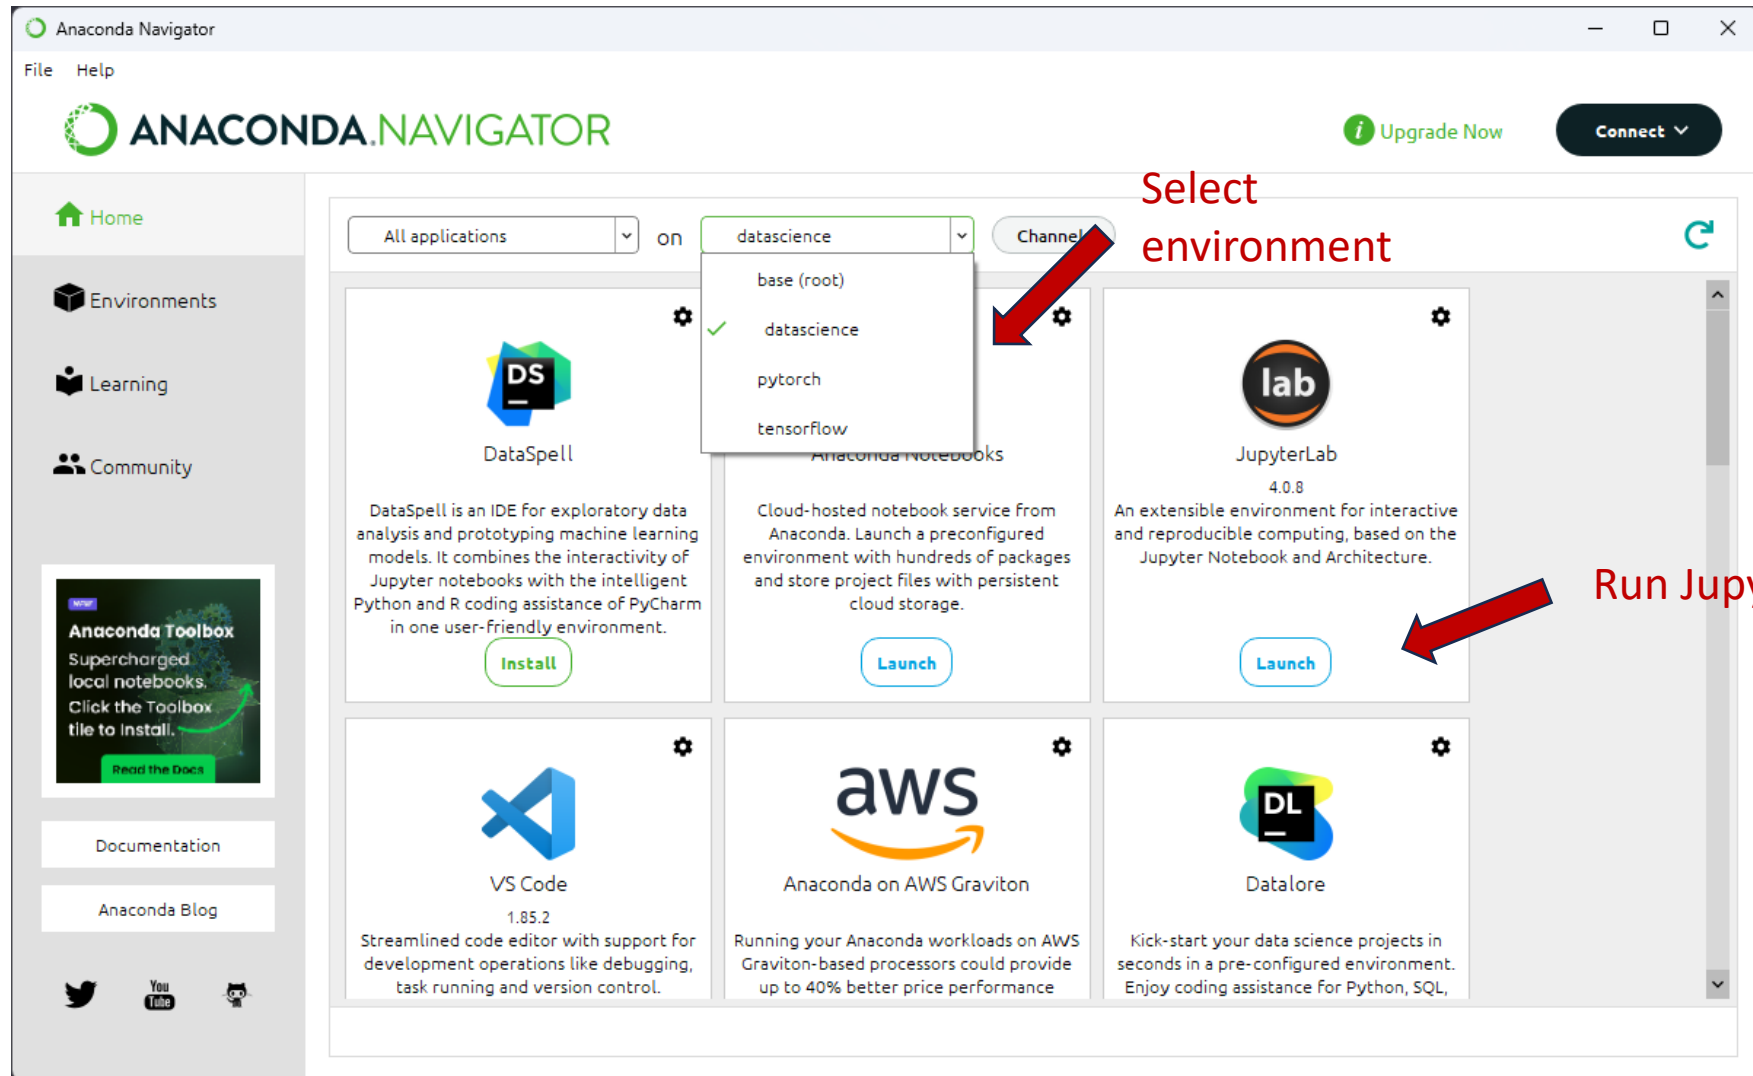 Anaconda Navigator
File Help
ANACONDA.NAVIGATOR
Upgrade Now
Connect
Select
environment
Home
Environments
Learning
Community
All applications
on
datascience
Channels
base (root)
datascience
pytorch
tensorflow
DS
DataSpell
DataSpell is an IDE for exploratory data
analysis and prototyping machine learning
models. It combines the interactivity of
Jupyter notebooks with the intelligent
Python and R coding assistance of PyCharm
in one user-friendly environment.
Install
Anaconda Notebooks
Cloud-hosted notebook service from
Anaconda. Launch a preconfigured
environment with hundreds of packages
and store project files with persistent
cloud storage.
Launch
lab
JupyterLab
4.0.8
An extensible environment for interactive
and reproducible computing, based on the
Jupyter Notebook and Architecture.
Launch
Run Jupy
NEW
Anaconda Toolbox
Supercharged
local notebooks.
Click the Toolbox
tile to Install.
Read the Docs
Documentation
Anaconda Blog
You
Tube
VS Code
1.85.2
Streamlined code editor with support for
development operations like debugging,
task running and version control.
aws
Anaconda on AWS Graviton
Running your Anaconda workloads on AWS
Graviton-based processors could provide
up to 40% better price performance
DL
Datalore
Kick-start your data science projects in
seconds in a pre-configured environment.
Enjoy coding assistance for Python, SQL,